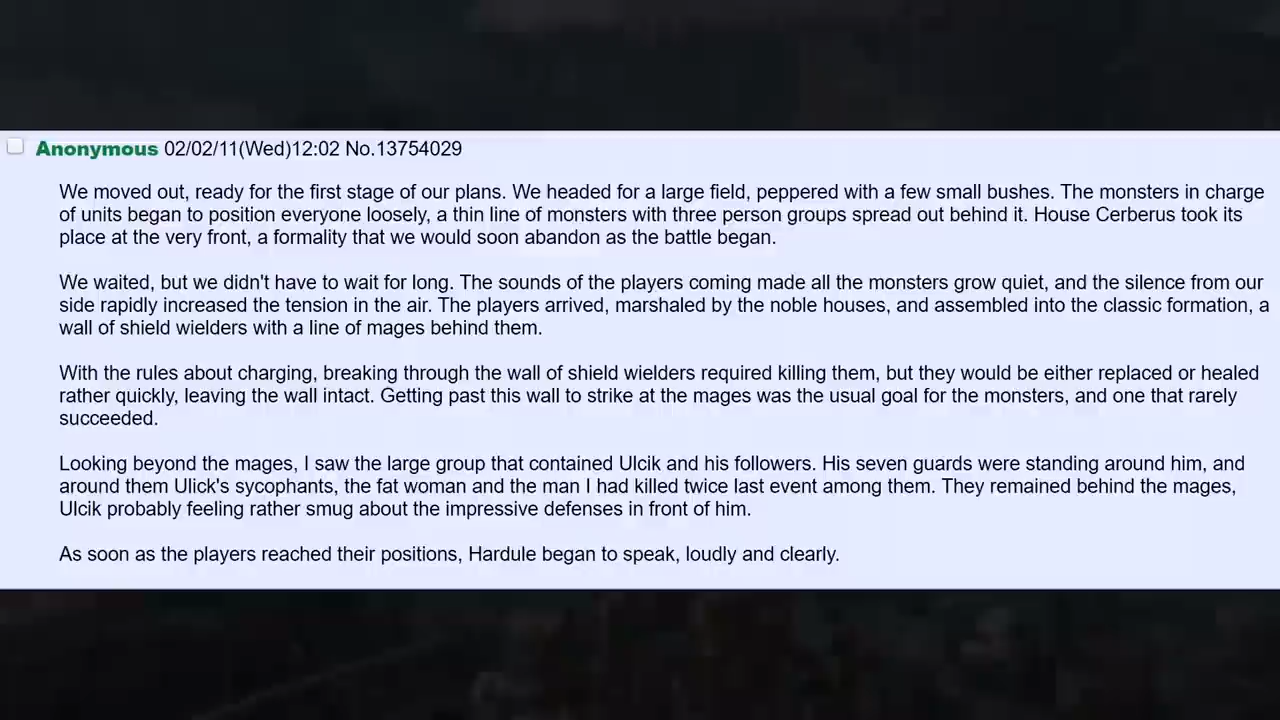 Anonymous 02/02/11(Wed)12:02 No.13754029
We moved out, ready for the first stage of our plans. We headed for a large field, peppered with a few small bushes. The monsters in charge
of units began to position everyone loosely, a thin line of monsters with three person groups spread out behind it. House Cerberus took its
place at the very front, a formality that we would soon abandon as the battle began.
We waited, but we didn't have to wait for long. The sounds of the players coming made all the monsters grow quiet, and the silence from our
side rapidly increased the tension in the air. The players arrived, marshaled by the noble houses, and assembled into the classic formation, a
wall of shield wielders with a line of mages behind them.
With the rules about charging, breaking through the wall of shield wielders required killing them, but they would be either replaced or healed
rather quickly, leaving the wall intact. Getting past this wall to strike at the mages was the usual goal for the monsters, and one that rarely
succeeded.
Looking beyond the mages, I saw the large group that contained Ulcik and his followers. His seven guards were standing around him, and
around them Ulick's sycophants, the fat woman and the man I had killed twice last event among them. They remained behind the mages,
Ulcik probably feeling rather smug about the impressive defenses in front of him.
As soon as the players reached their positions, Hardule began to speak, loudly and clearly.